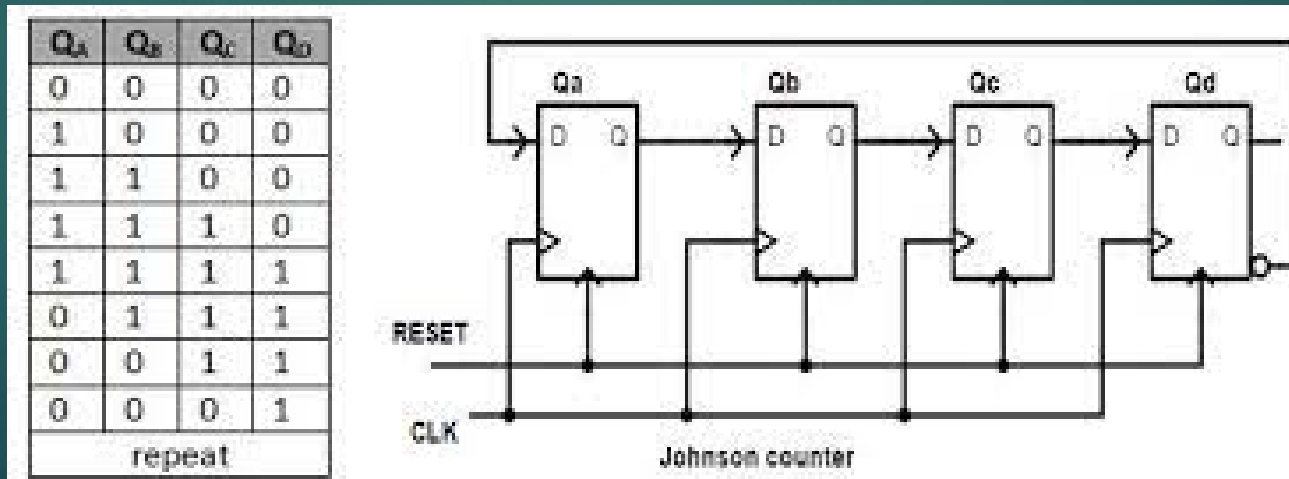 QA QB QC QD
0 0 0 0
1 0 0 0
1 1 0 0
1 1 1 0
1 1 1 1
0 1 1 1
0 0 1 1
0 0 0 1
repeat
Qa Qb Qc Qd
D Q D Q D Q D Q
RESET
CLK
Johnson counter